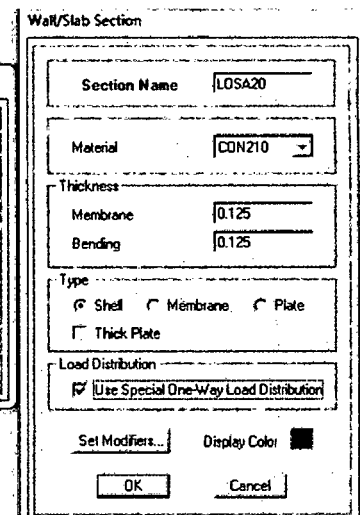 Wall/Slab Section
Section Name LOSA20
Material CON210
Thickness
Membrane 0.125
Bending 0.125
Type
Shell Membrane Plate
Thick Plate
Load Distribution
Use Special One-Way Load Distribution
Set Modifiers... Display Color
OK Cancel